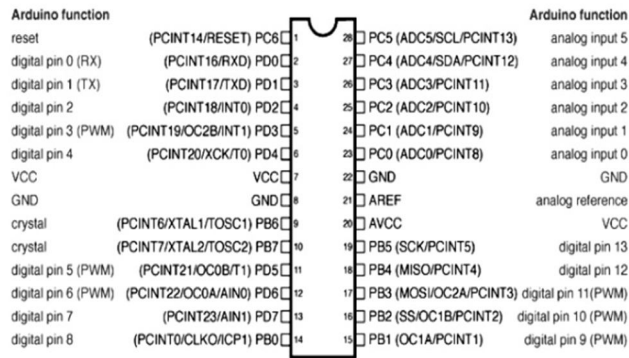 Arduino function Arduino function
reset (PCINT14/RESET) PC6 1 28 PC5 (ADC5/SCL/PCINT13) analog input 5
digital pin 0 (RX) (PCINT16/RXD) PD0 2 27 PC4 (ADC4/SDA/PCINT12) analog input 4
digital pin 1 (TX) (PCINT17/TXD) PD1 3 26 PC3 (ADC3/PCINT11) analog input 3
digital pin 2 (PCINT18/INT0) PD2 4 25 PC2 (ADC2/PCINT10) analog input 2
digital pin 3 (PWM) (PCINT19/OC2B/INT1) PD3 5 24 PC1 (ADC1/PCINT9) analog input 1
digital pin 4 (PCINT20/XCK/T0) PD4 6 23 PC0 (ADC0/PCINT8) analog input 0
VCC VCC 7 22 GND GND
GND GND 8 21 AREF analog reference
crystal (PCINT6/XTAL1/TOSC1) PB6 9 20 AVCC VCC
crystal (PCINT7/XTAL2/TOSC2) PB7 10 19 PB5 (SCK/PCINT5) digital pin 13
digital pin 5 (PWM) (PCINT21/OC0B/T1) PD5 11 18 PB4 (MISO/PCINT4) digital pin 12
digital pin 6 (PWM) (PCINT22/OC0A/AIN0) PD6 12 17 PB3 (MOSI/OC2A/PCINT3) digital pin 11(PWM)
digital pin 7 (PCINT23/AIN1) PD7 13 16 PB2 (SS/OC1B/PCINT2) digital pin 10 (PWM)
digital pin 8 (PCINT0/CLKO/ICP1) PB0 14 15 PB1 (OC1A/PCINT1) digital pin 9 (PWM)